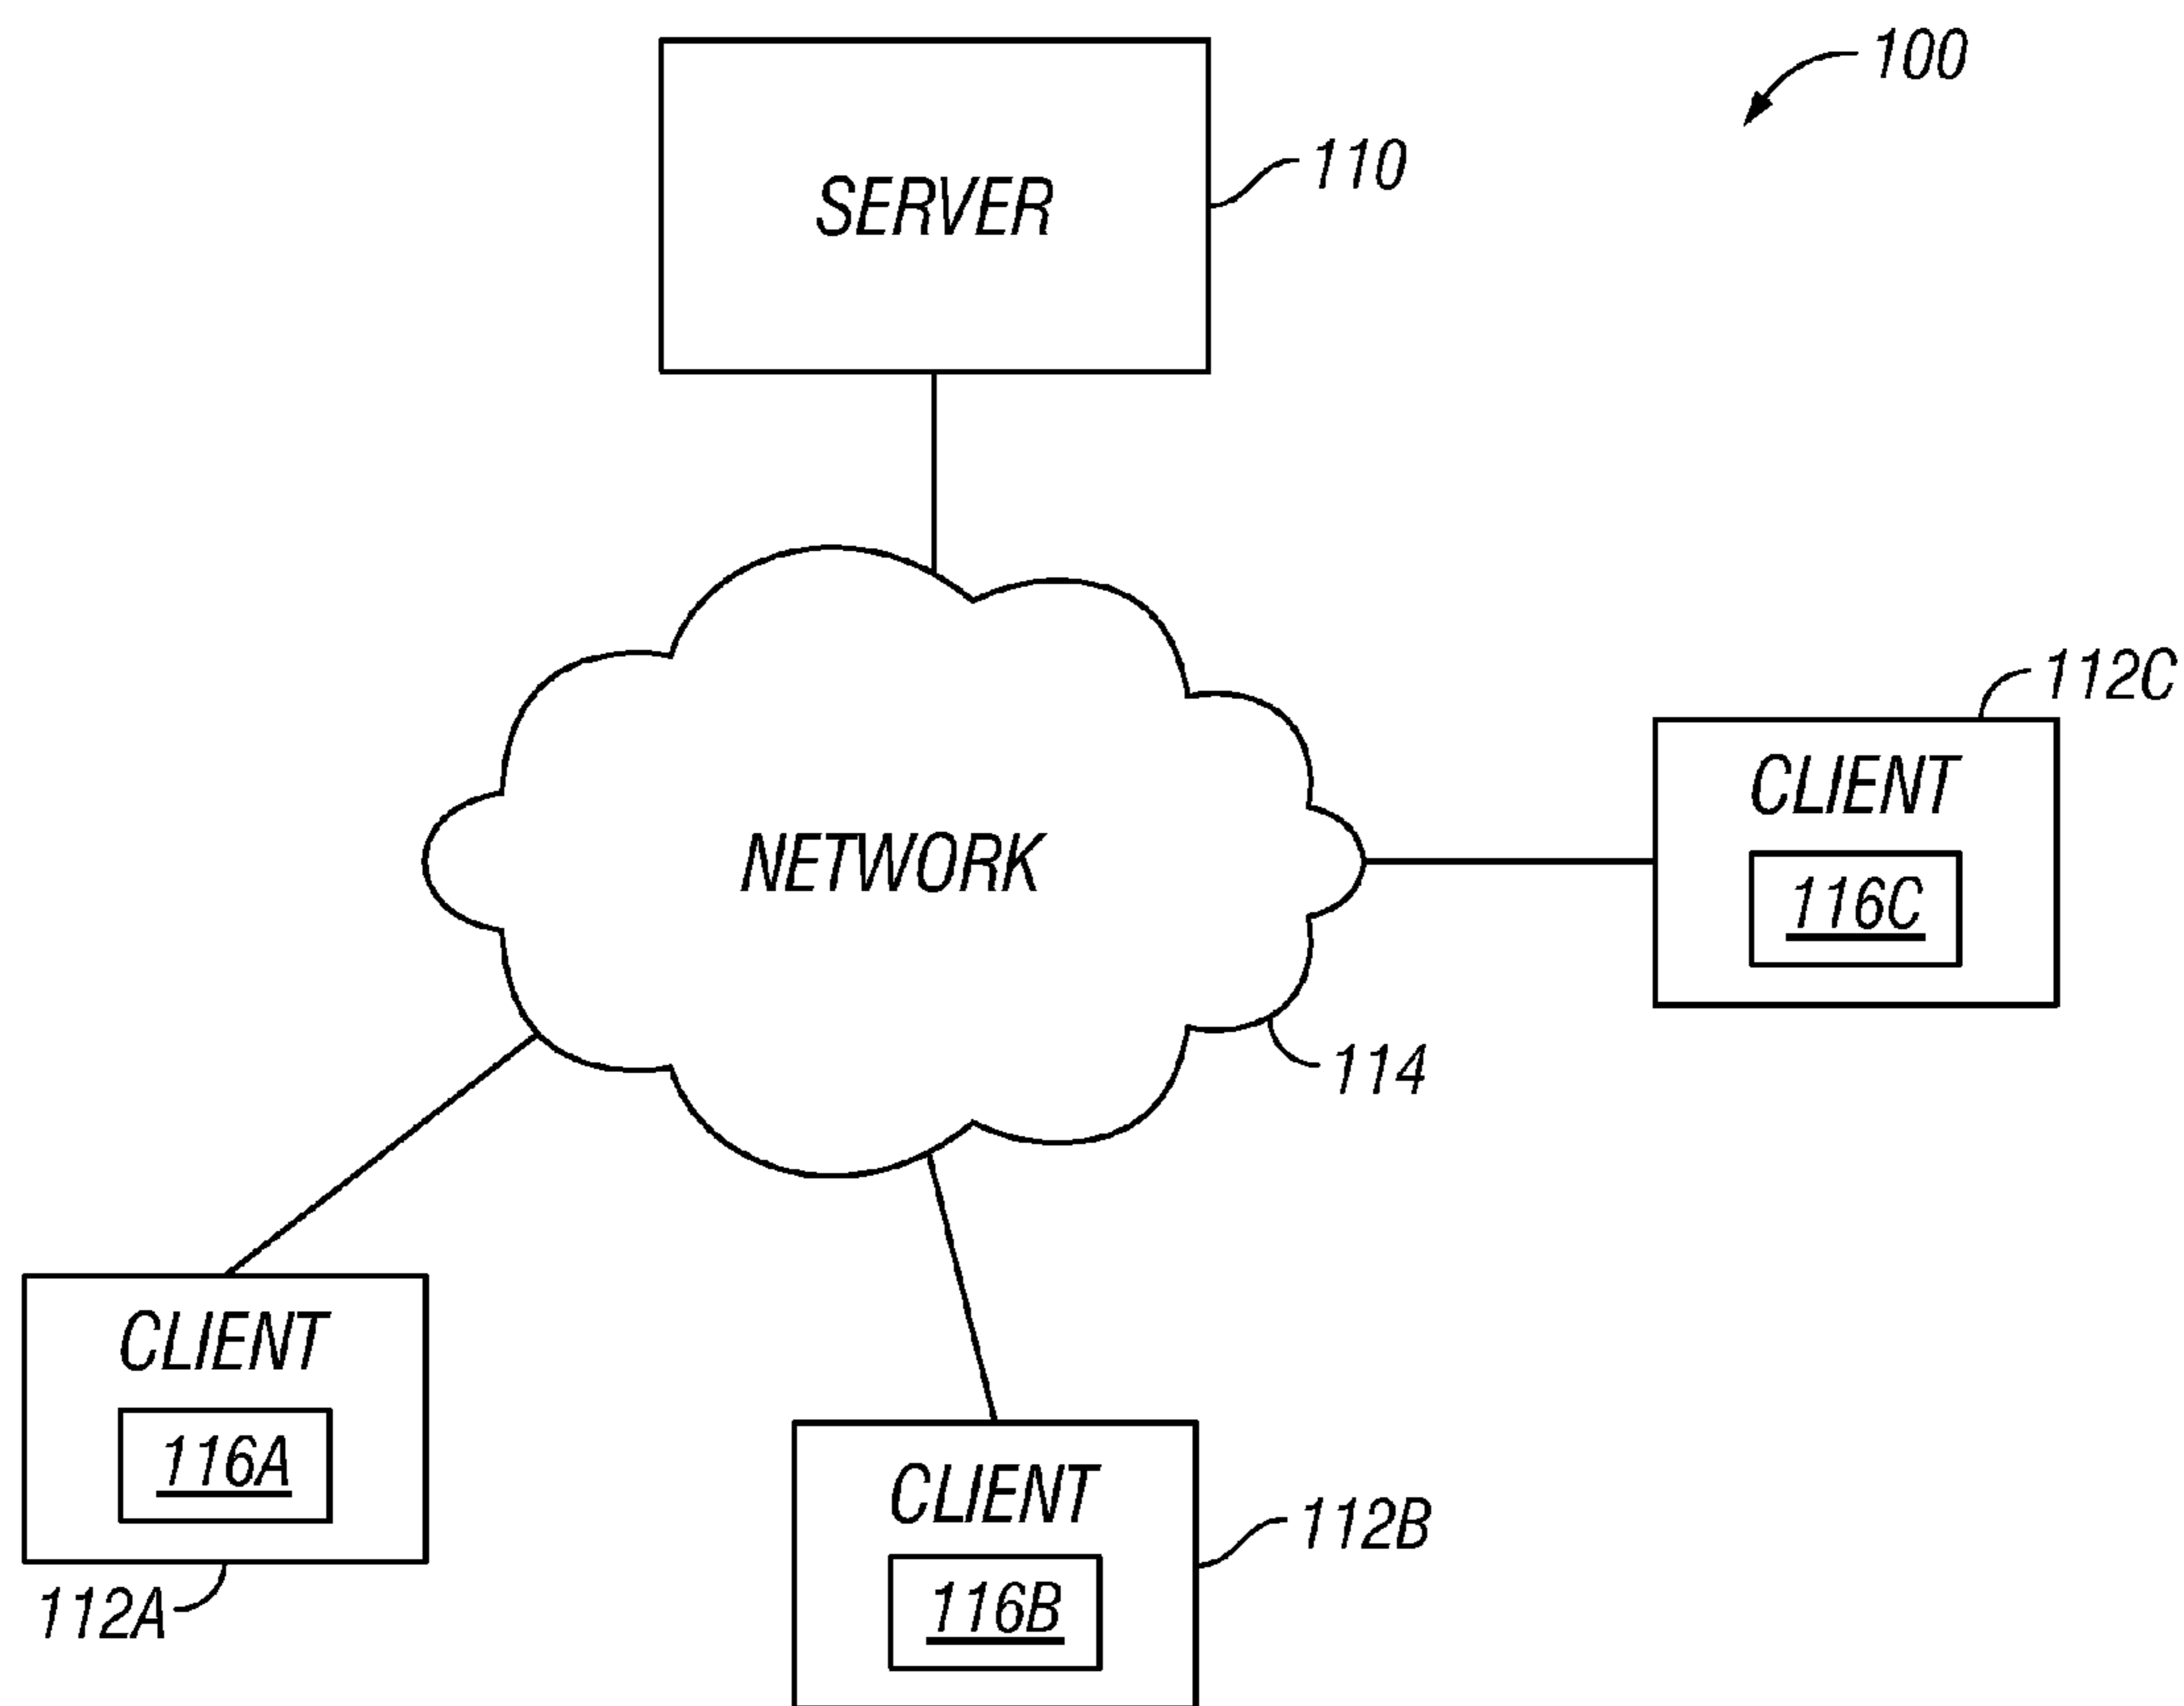 100
110
SERVER
112C
CLIENT
116C
NETWORK
114
CLIENT
116A
112A
CLIENT
116B
112B